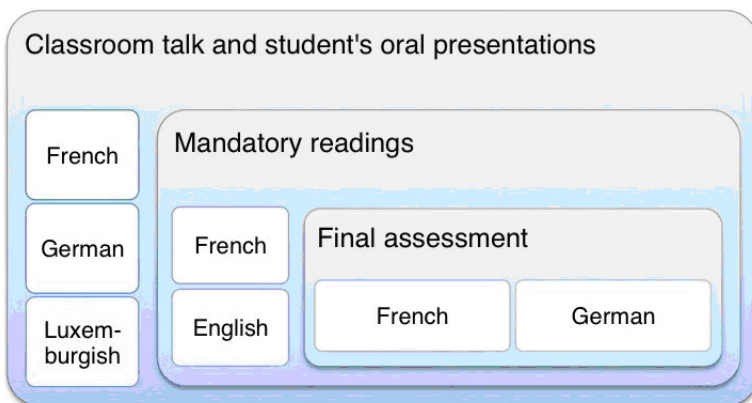 Classroom talk and student's oral presentations
French
German
Luxem-
burgish
Mandatory readings
French
English
Final assessment
French
German